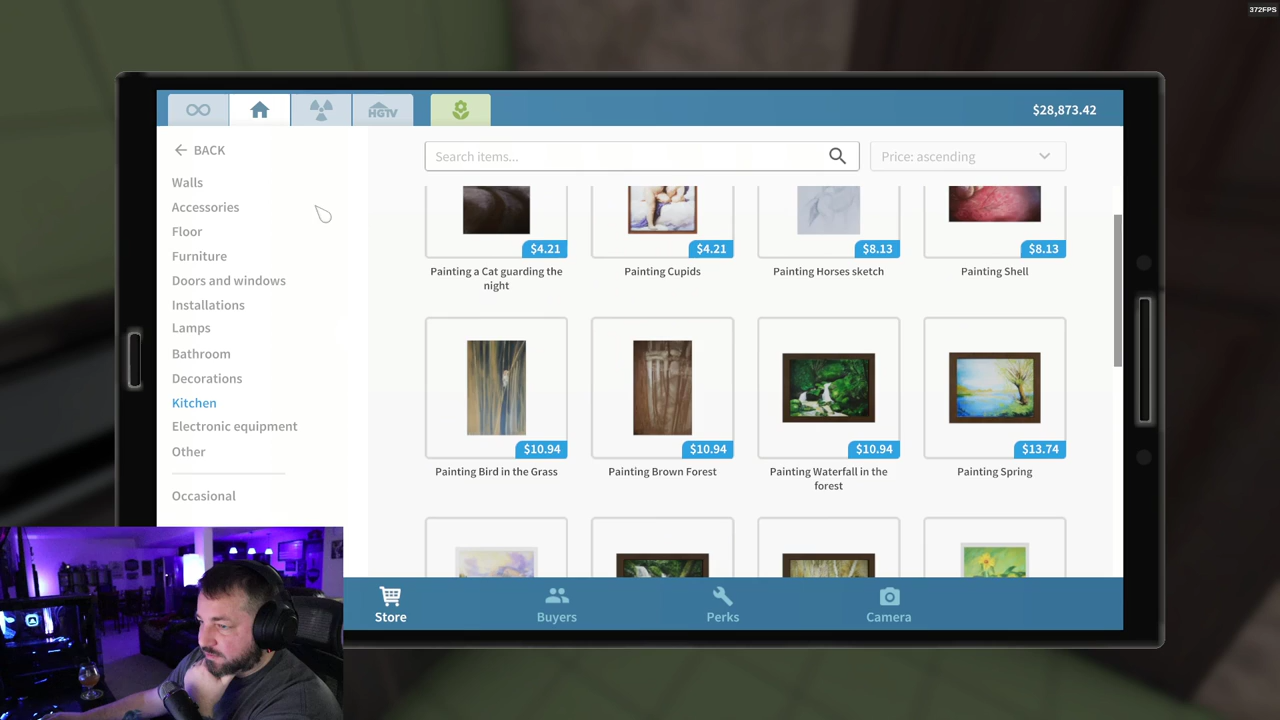 372FPS
HGTV
$28,873.42
BACK
Search items...
Price: ascending
Walls
Accessories
Floor
Furniture
Doors and windows
Installations
Lamps
Bathroom
Decorations
Kitchen
Electronic equipment
Other
Occasional
$4.21
$4.21
$8.13
$8.13
Painting a Cat guarding the
night
Painting Cupids
Painting Horses sketch
Painting Shell
$10.94
$10.94
$10.94
$13.74
Painting Bird in the Grass
Painting Brown Forest
Painting Waterfall in the
forest
Painting Spring
Store
Buyers
Perks
Camera